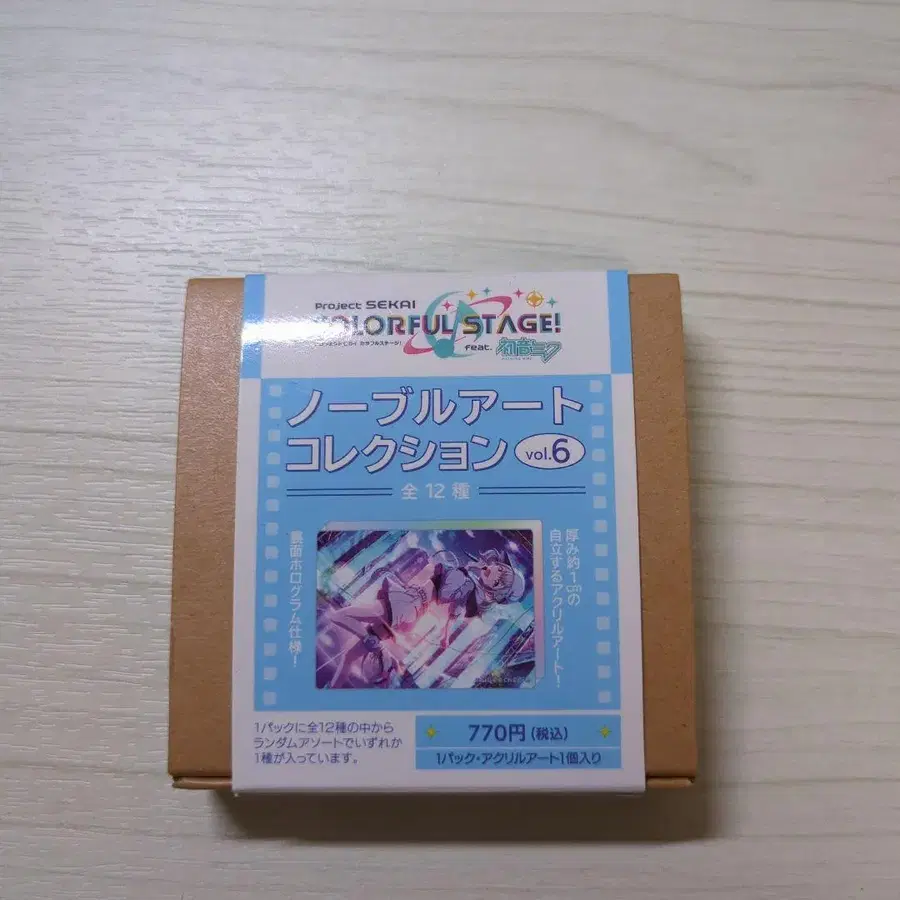 Project SEKAI
COLORFUL STAGE!
feat. 初音ミク
ノーブルアート
コレクション vol.6
全12種
厚み約1cmの
自立するアクリルアート!
裏面ホログラム仕様!
1パックに全12種の中から
ランダムアソートでいずれか
1種が入っています。
770円(税込)
1パック・アクリルアート1個入り